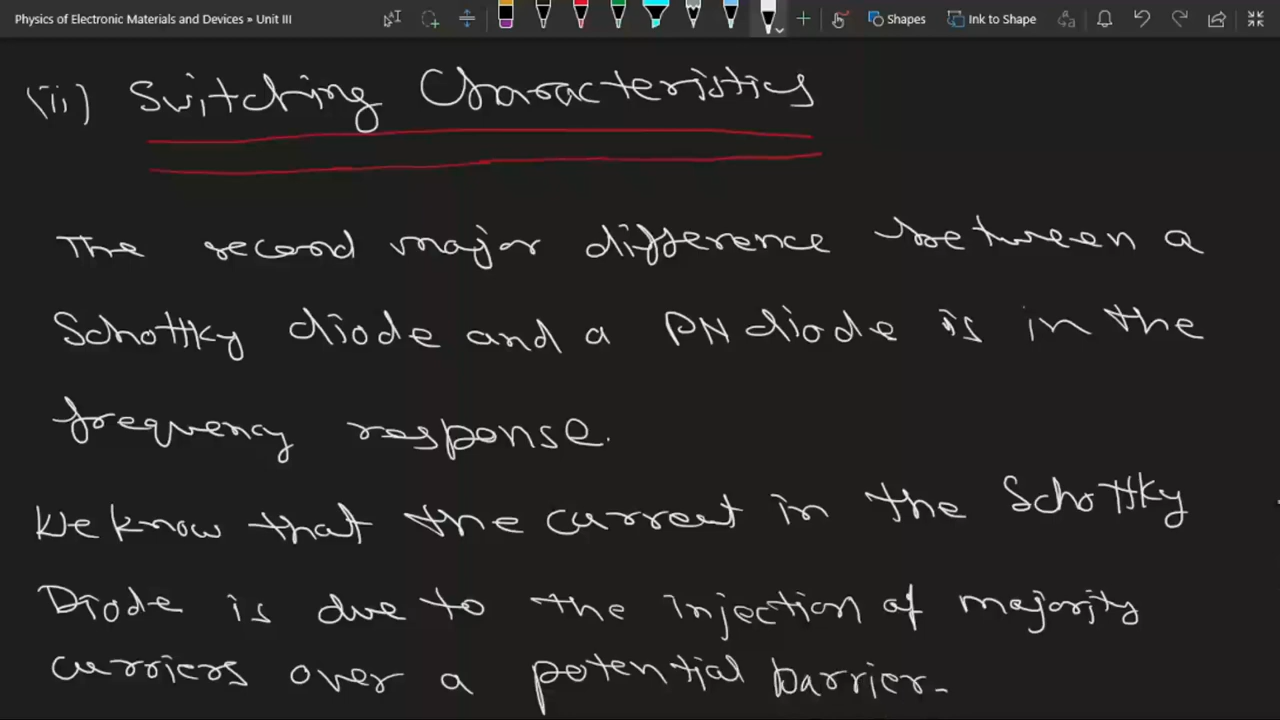 Physics of Electronic Materials and Devices » Unit III
Shapes
Ink to Shape
(ii) Switching Characteristics
The second major difference between a
Schottky diode and a PN diode is in the
frequency response.
We know that the current in the Schottky
Diode is due to the injection of majority
carriers over a potential barrier.